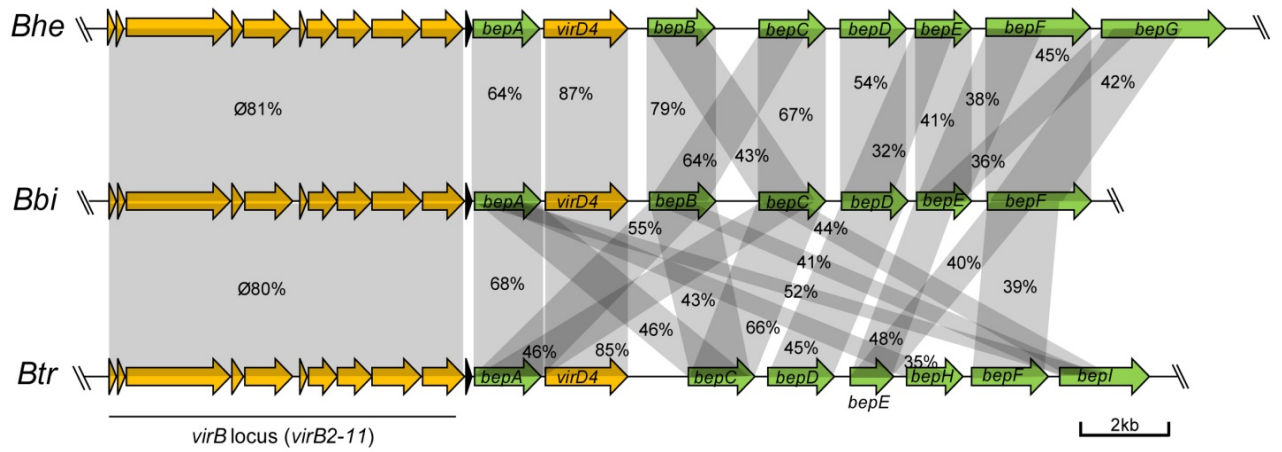 Bhe bepA virD4 bepB bepC bepD bepE bepF bepG
45%
54% 42%
64% 87% 38%
Ø81% 79% 67% 41%
64% 43% 32% 36%
Bbi bepA virD4 bepB bepC bepD bepE bepF
55% 44%
41% 40%
68% 39%
Ø80% 43% 52%
46% 66% 48%
46% 85% 45% 35%
Btr bepA virD4 bepC bepD bepH bepF bepI
bepE
2kb
virB locus (virB2-11)